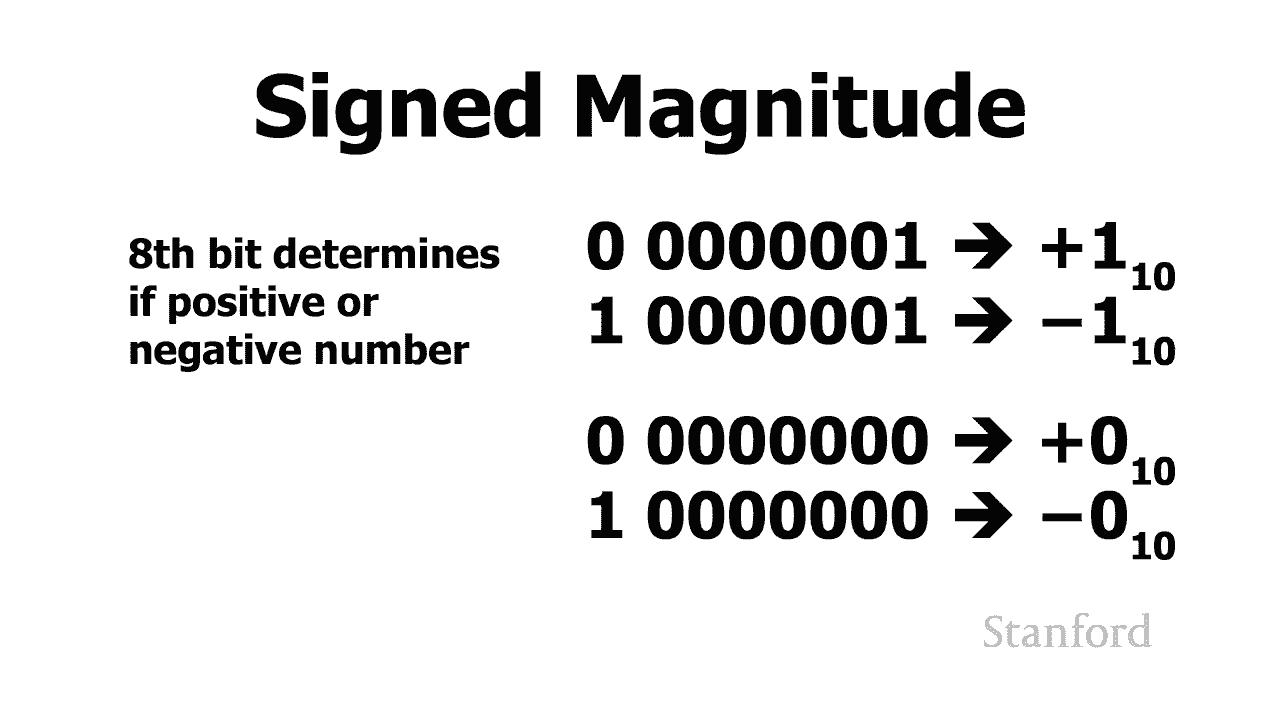 Signed Magnitude
8th bit determines
if positive or
negative number
0 0000001 ➔ +1₁₀
1 0000001 ➔ −1₁₀
0 0000000 ➔ +0₁₀
1 0000000 ➔ −0₁₀
Stanford